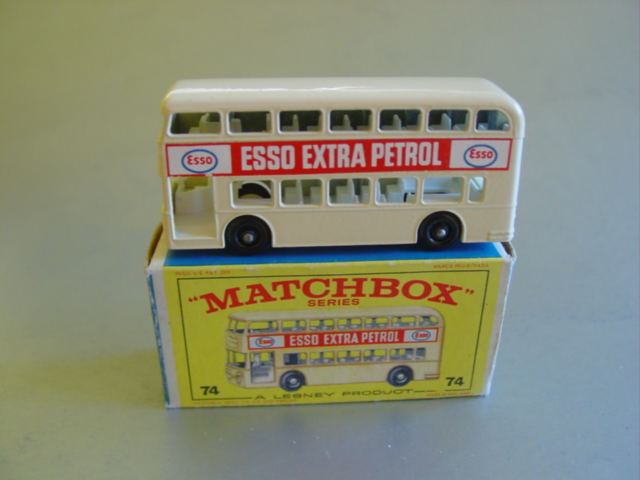 Esso ESSO EXTRA PETROL Esso
"MATCHBOX"
SERIES
Esso ESSO EXTRA PETROL Esso
74 74
A LESNEY PRODUCT